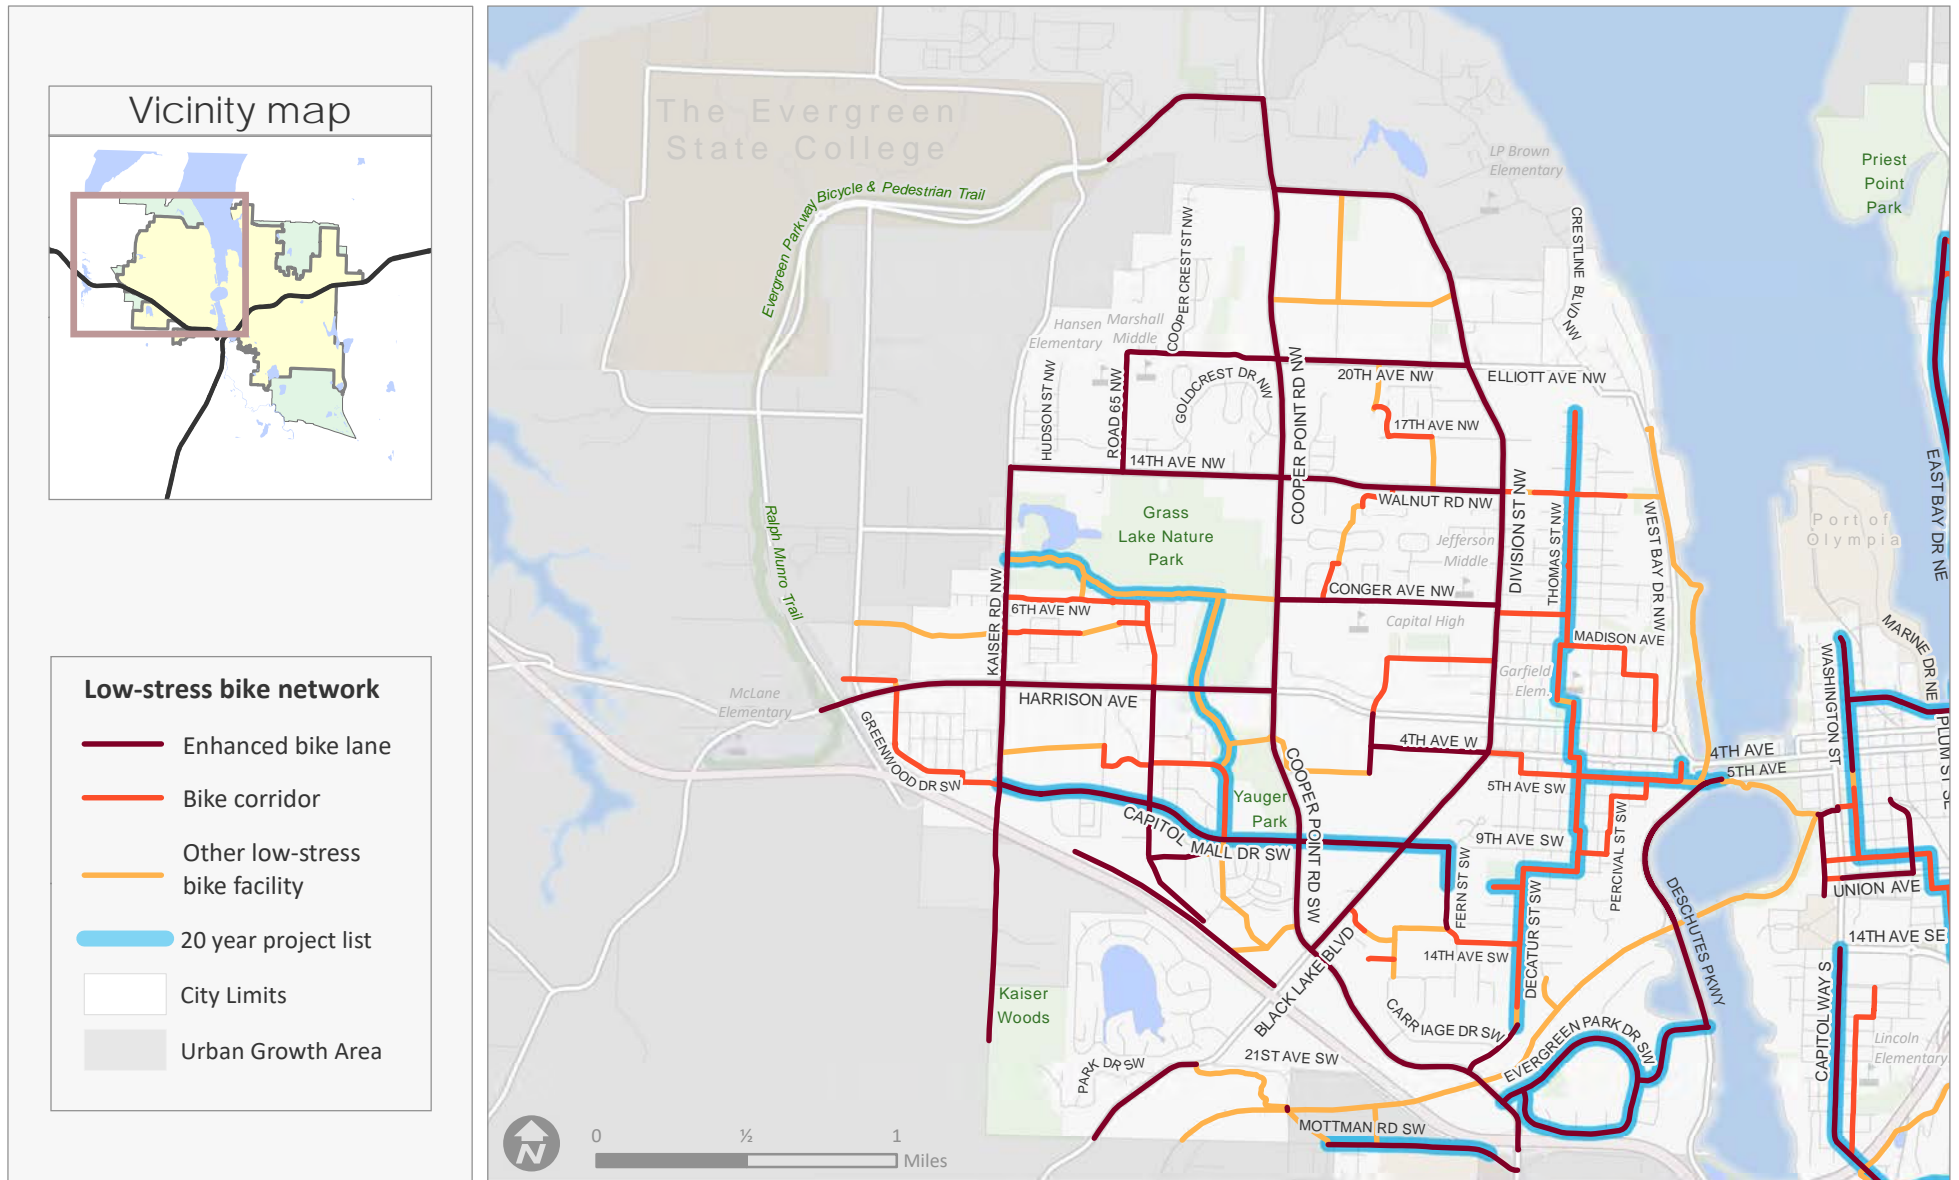 Vicinity map
Low-stress bike network
Enhanced bike lane
Bike corridor
Other low-stress
bike facility
20 year project list
City Limits
Urban Growth Area
The Evergreen
State College
Evergreen Parkway Bicycle & Pedestrian Trail
Ralph Munro Trail
LP Brown
Elementary
Priest
Point
Park
CRESTLINE BLVD NW
COOPER CREST ST NW
Hansen
Elementary
Marshall
Middle
HUDSON ST NW
ROAD 65 NW
GOLDCREST DR NW
COOPER POINT RD NW
20TH AVE NW
ELLIOTT AVE NW
17TH AVE NW
14TH AVE NW
WALNUT RD NW
DIVISION ST NW
THOMAS ST NW
WEST BAY DR NW
EAST BAY DR NE
Port of
Olympia
Grass
Lake Nature
Park
Jefferson
Middle
CONGER AVE NW
KAISER RD NW
6TH AVE NW
Capital High
MADISON AVE
Garfield
Elem.
MARINE DR NE
WASHINGTON ST
PLUM ST SE
McLane
Elementary
HARRISON AVE
GREENWOOD DR SW
4TH AVE W
4TH AVE
5TH AVE
5TH AVE SW
Yauger
Park
COOPER POINT RD SW
CAPITOL
MALL DR SW
9TH AVE SW
PERCIVAL ST SW
FERN ST SW
DECATUR ST SW
DESCHUTES PKWY
UNION AVE
14TH AVE SE
14TH AVE SW
BLACK LAKE BLVD
CARRIAGE DR SW
CAPITOL WAY S
Kaiser
Woods
Lincoln
Elementary
EVERGREEN PARK DR SW
21ST AVE SW
PARK DR SW
MOTTMAN RD SW
N
0
½
1
Miles